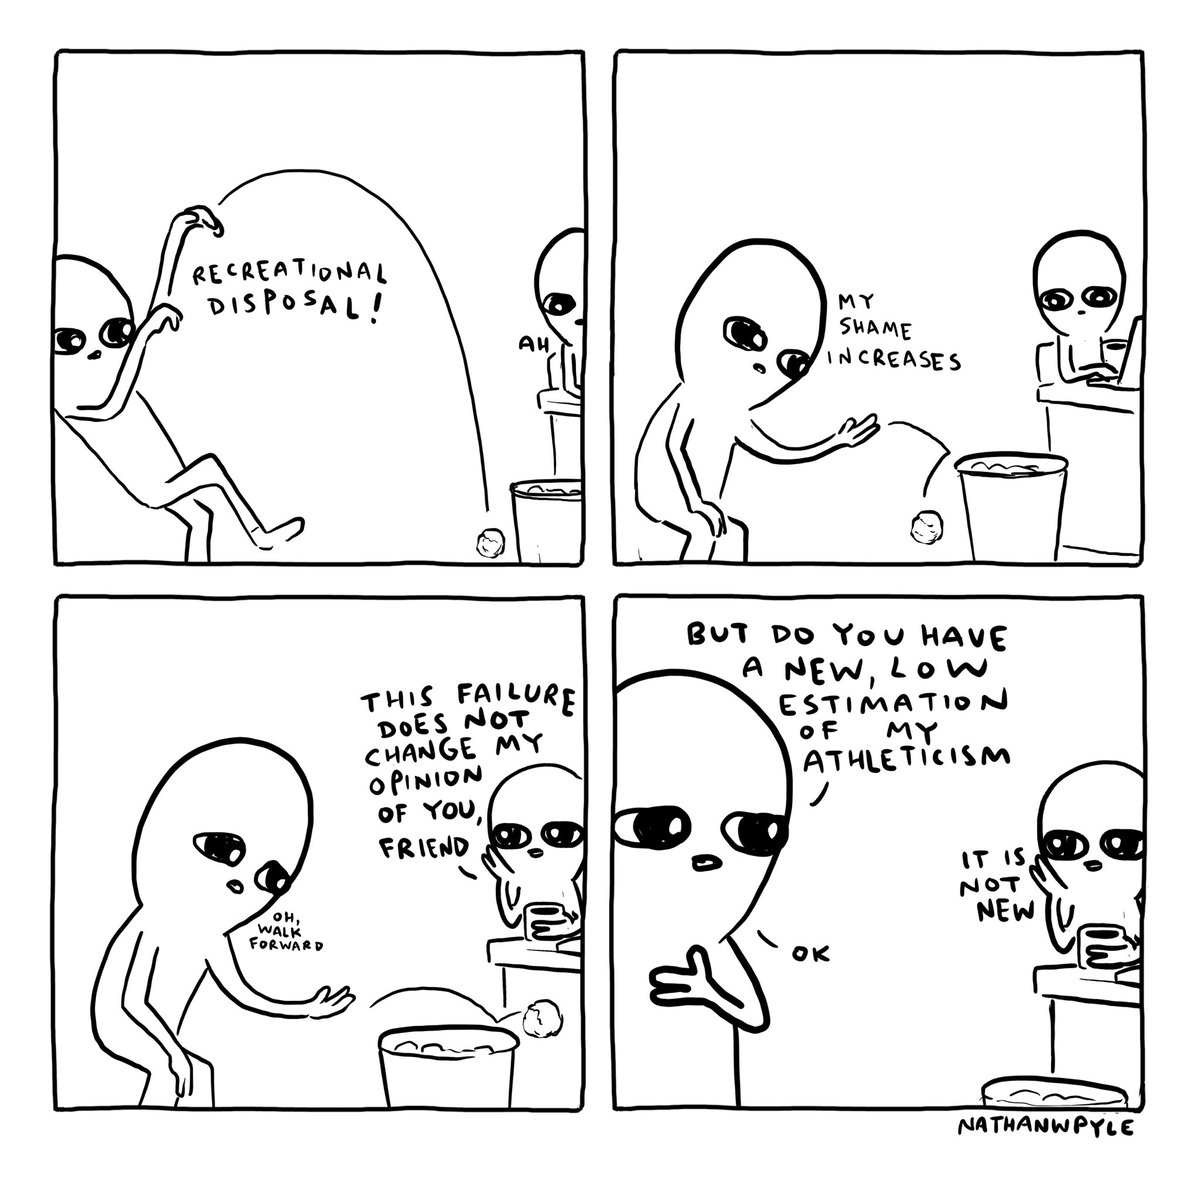 RECREATIONAL
DISPOSAL!
AH
MY
SHAME
INCREASES
THIS FAILURE
DOES NOT
CHANGE MY
OPINION
OF YOU,
FRIEND
OH,
WALK
FORWARD
BUT DO YOU HAVE
A NEW, LOW
ESTIMATION
OF MY
ATHLETICISM
IT IS
NOT
NEW
OK
NATHANWPYLE